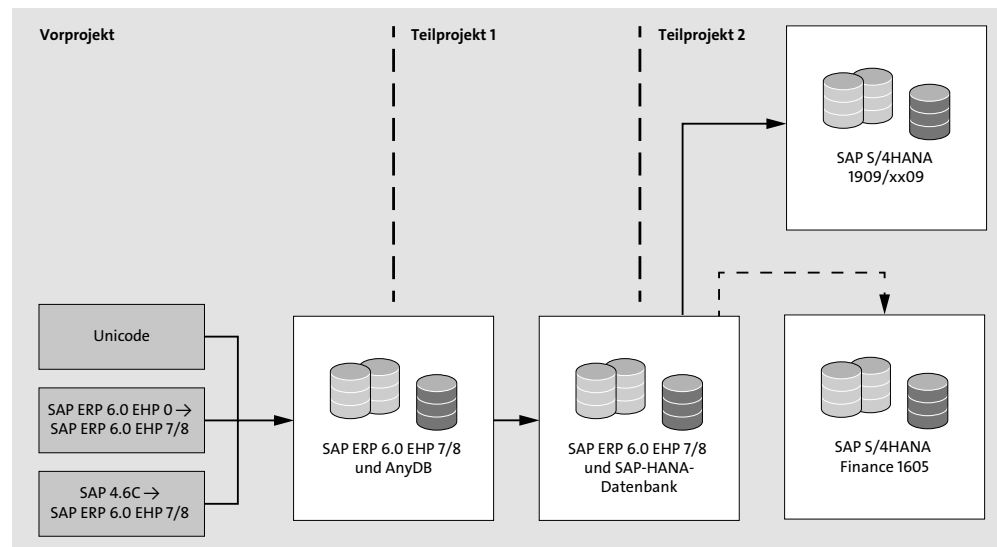 Vorprojekt
Teilprojekt 1
Teilprojekt 2
SAP S/4HANA
1909/xx09
Unicode
SAP ERP 6.0 EHP 0 →
SAP ERP 6.0 EHP 7/8
SAP 4.6C →
SAP ERP 6.0 EHP 7/8
SAP ERP 6.0 EHP 7/8
und AnyDB
SAP ERP 6.0 EHP 7/8
und SAP-HANA-
Datenbank
SAP S/4HANA
Finance 1605